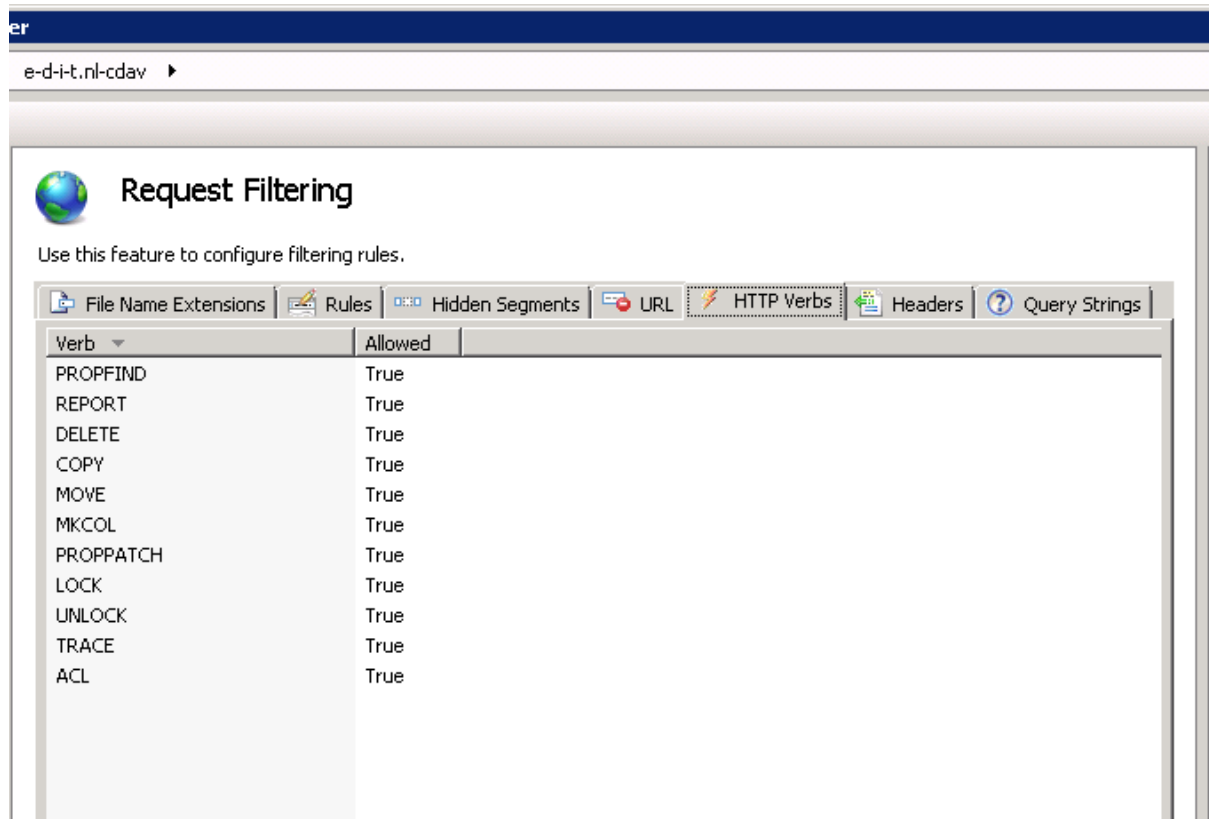 er
e-d-i-t.nl-cdav
Request Filtering
Use this feature to configure filtering rules.
File Name Extensions Rules Hidden Segments URL HTTP Verbs Headers Query Strings
Verb Allowed
PROPFIND True
REPORT True
DELETE True
COPY True
MOVE True
MKCOL True
PROPPATCH True
LOCK True
UNLOCK True
TRACE True
ACL True